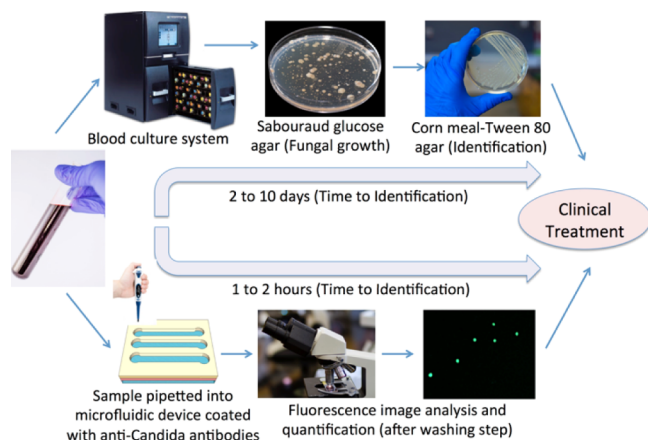 Blood culture system
Sabouraud glucose
agar (Fungal growth)
Corn meal-Tween 80
agar (Identification)
2 to 10 days (Time to Identification)
Clinical
Treatment
1 to 2 hours (Time to Identification)
Sample pipetted into
microfluidic device coated
with anti-Candida antibodies
Fluorescence image analysis and
quantification (after washing step)